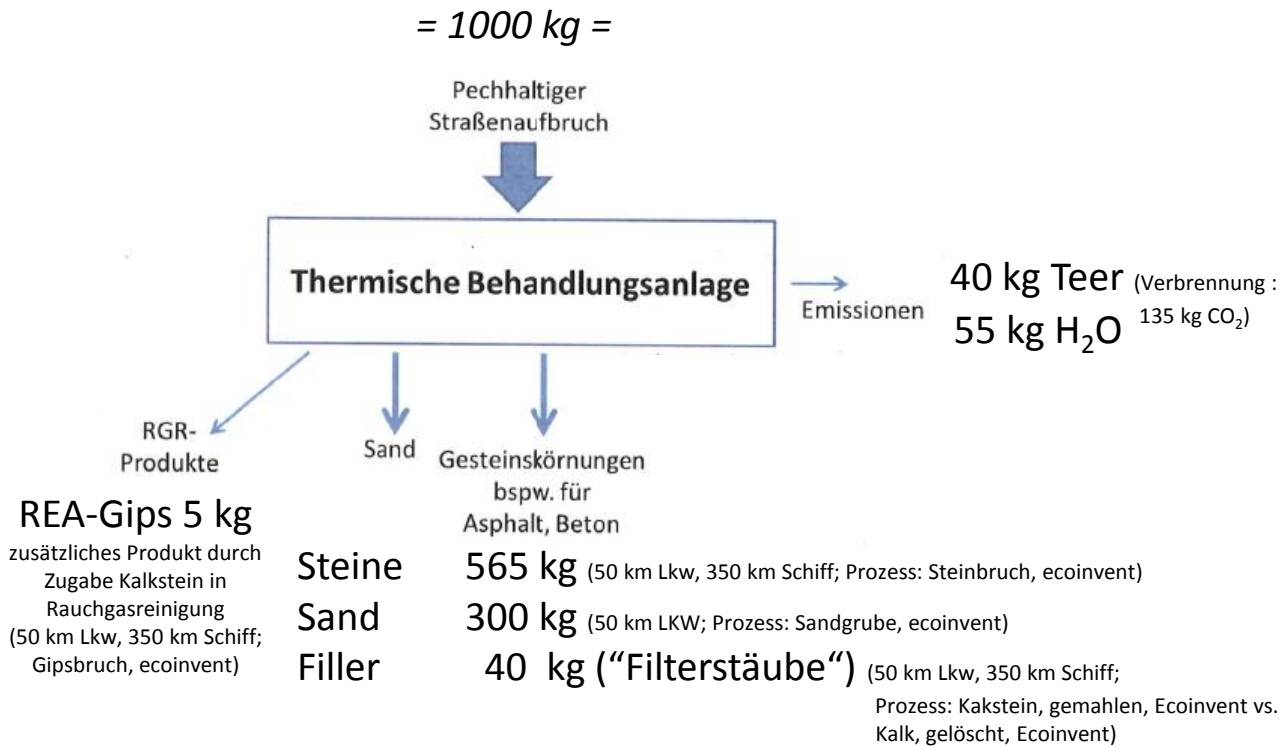 = 1000 kg =
Pechhaltiger
Straßenaufbruch
Thermische Behandlungsanlage
Emissionen
40 kg Teer (Verbrennung :
135 kg CO₂)
55 kg H₂O
RGR-
Produkte
Sand
Gesteinskörnungen
bspw. für
Asphalt, Beton
REA-Gips 5 kg
zusätzliches Produkt durch
Zugabe Kalkstein in
Rauchgasreinigung
(50 km Lkw, 350 km Schiff;
Gipsbruch, ecoinvent)
Steine 565 kg (50 km Lkw, 350 km Schiff; Prozess: Steinbruch, ecoinvent)
Sand 300 kg (50 km LKW; Prozess: Sandgrube, ecoinvent)
Filler 40 kg (“Filterstäube“) (50 km Lkw, 350 km Schiff;
Prozess: Kakstein, gemahlen, Ecoinvent vs.
Kalk, gelöscht, Ecoinvent)